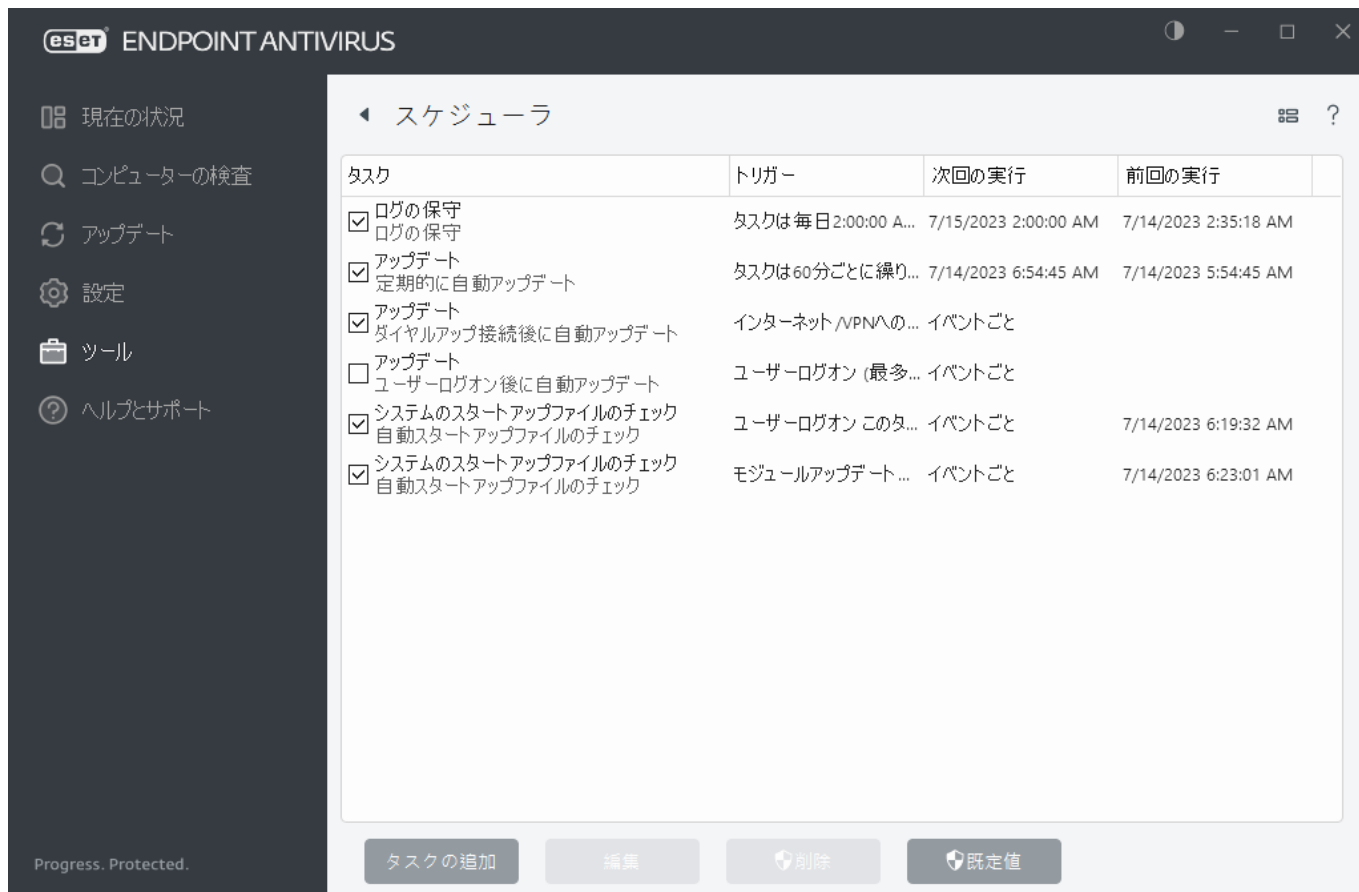 eset ENDPOINT ANTIVIRUS
現在の状況
コンピューターの検査
アップデート
設定
ツール
ヘルプとサポート
Progress. Protected.
スケジューラ
?
タスク トリガー 次回の実行 前回の実行
ログの保守
ログの保守
タスクは毎日2:00:00 A... 7/15/2023 2:00:00 AM 7/14/2023 2:35:18 AM
アップデート
定期的に自動アップデート
タスクは60分ごとに繰り... 7/14/2023 6:54:45 AM 7/14/2023 5:54:45 AM
アップデート
ダイヤルアップ接続後に自動アップデート
インターネット/VPNへの... イベントごと
アップデート
ユーザーログオン後に自動アップデート
ユーザーログオン (最多... イベントごと
システムのスタートアップファイルのチェック
自動スタートアップファイルのチェック
ユーザーログオン このタ... イベントごと 7/14/2023 6:19:32 AM
システムのスタートアップファイルのチェック
自動スタートアップファイルのチェック
モジュールアップデート ... イベントごと 7/14/2023 6:23:01 AM
タスクの追加 編集 削除 既定値